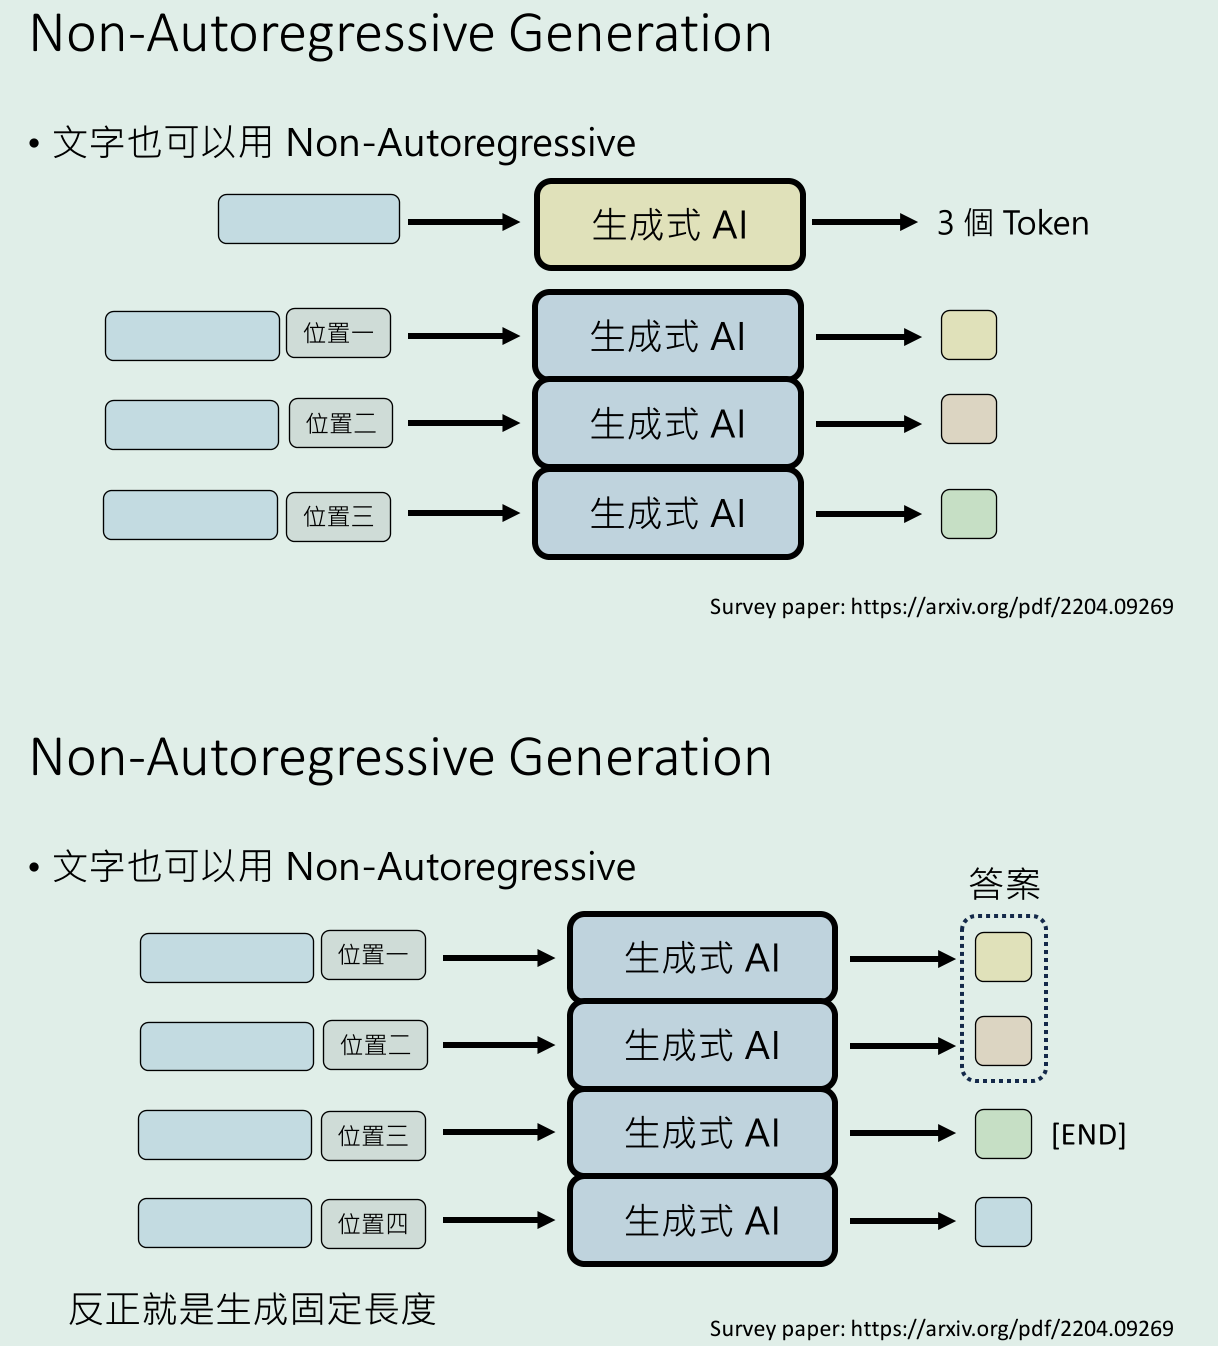 Non-Autoregressive Generation
• 文字也可以用 Non-Autoregressive
生成式 AI
3 個 Token
位置一
生成式 AI
位置二
生成式 AI
位置三
生成式 AI
Survey paper: https://arxiv.org/pdf/2204.09269
Non-Autoregressive Generation
• 文字也可以用 Non-Autoregressive
答案
位置一
生成式 AI
位置二
生成式 AI
位置三
生成式 AI
[END]
位置四
生成式 AI
反正就是生成固定長度
Survey paper: https://arxiv.org/pdf/2204.09269